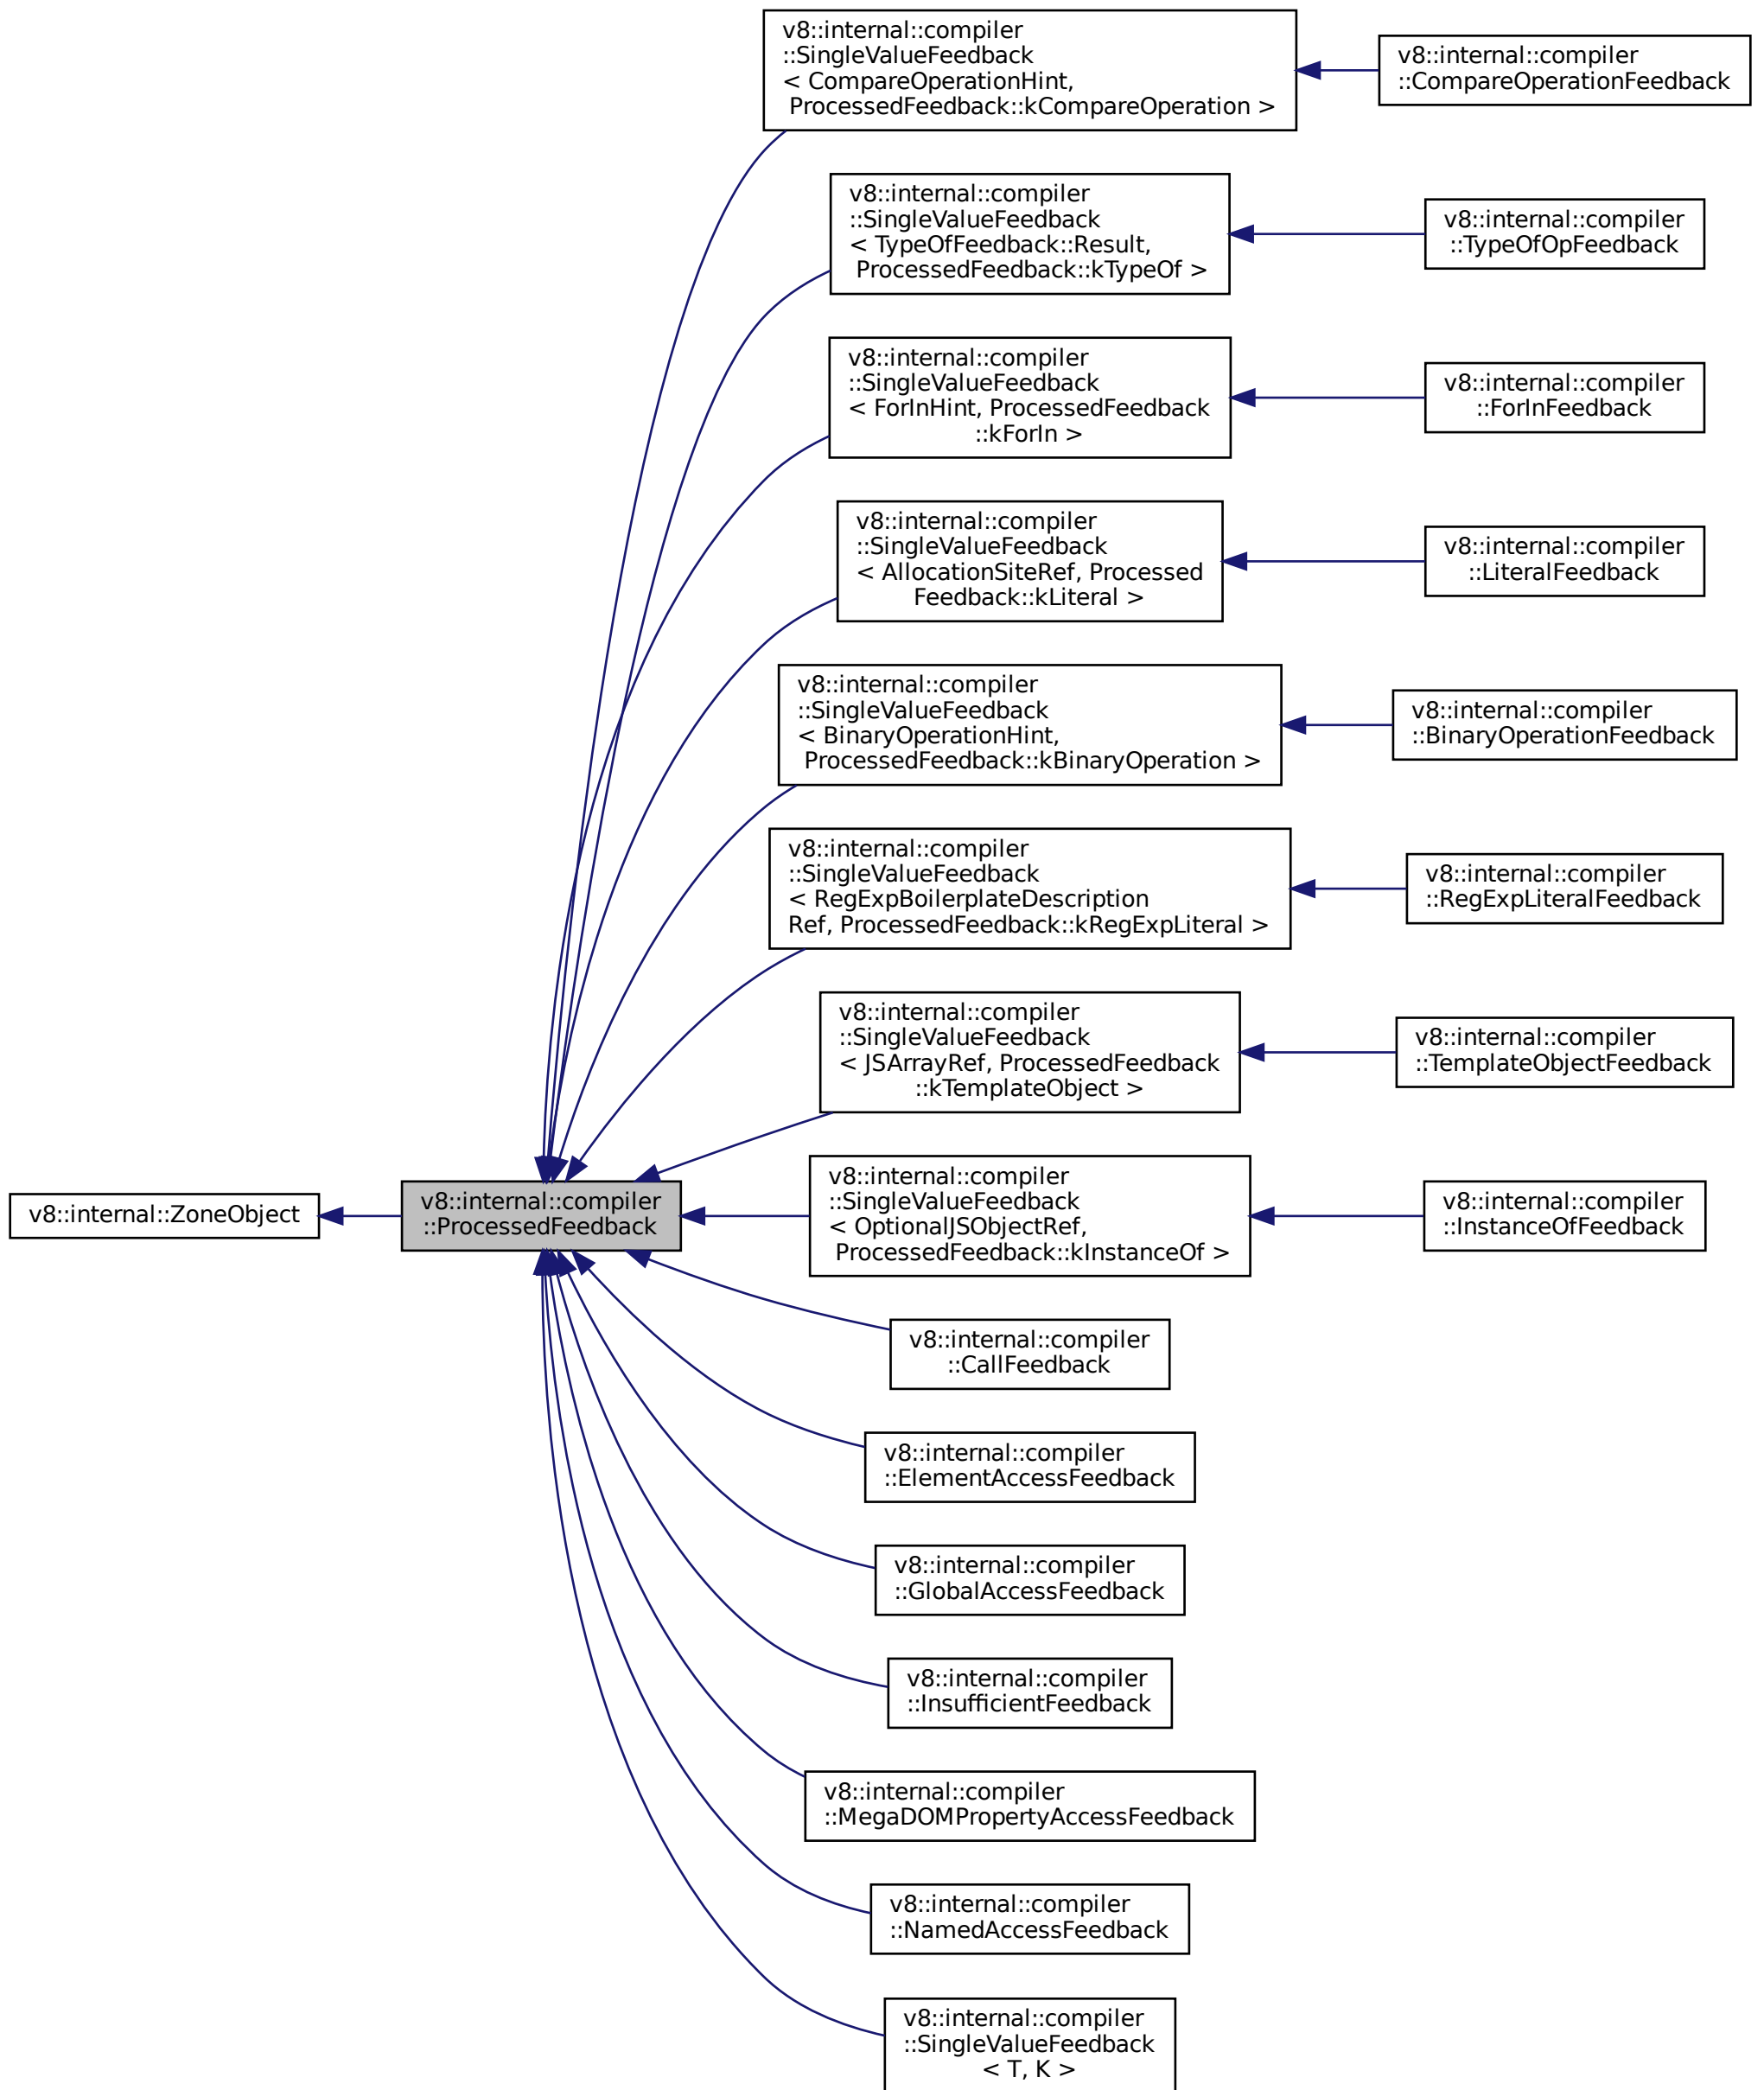 v8::internal::compiler
::SingleValueFeedback
< CompareOperationHint,
ProcessedFeedback::kCompareOperation >
v8::internal::compiler
::CompareOperationFeedback
v8::internal::compiler
::SingleValueFeedback
< TypeOfFeedback::Result,
ProcessedFeedback::kTypeOf >
v8::internal::compiler
::TypeOfOpFeedback
v8::internal::compiler
::SingleValueFeedback
< ForInHint, ProcessedFeedback
::kForIn >
v8::internal::compiler
::ForInFeedback
v8::internal::compiler
::SingleValueFeedback
< AllocationSiteRef, Processed
Feedback::kLiteral >
v8::internal::compiler
::LiteralFeedback
v8::internal::compiler
::SingleValueFeedback
< BinaryOperationHint,
ProcessedFeedback::kBinaryOperation >
v8::internal::compiler
::BinaryOperationFeedback
v8::internal::compiler
::SingleValueFeedback
< RegExpBoilerplateDescription
Ref, ProcessedFeedback::kRegExpLiteral >
v8::internal::compiler
::RegExpLiteralFeedback
v8::internal::compiler
::SingleValueFeedback
< JSArrayRef, ProcessedFeedback
::kTemplateObject >
v8::internal::compiler
::TemplateObjectFeedback
v8::internal::ZoneObject
v8::internal::compiler
::ProcessedFeedback
v8::internal::compiler
::SingleValueFeedback
< OptionalJSObjectRef,
ProcessedFeedback::kInstanceOf >
v8::internal::compiler
::InstanceOfFeedback
v8::internal::compiler
::CallFeedback
v8::internal::compiler
::ElementAccessFeedback
v8::internal::compiler
::GlobalAccessFeedback
v8::internal::compiler
::InsufficientFeedback
v8::internal::compiler
::MegaDOMPropertyAccessFeedback
v8::internal::compiler
::NamedAccessFeedback
v8::internal::compiler
::SingleValueFeedback
< T, K >